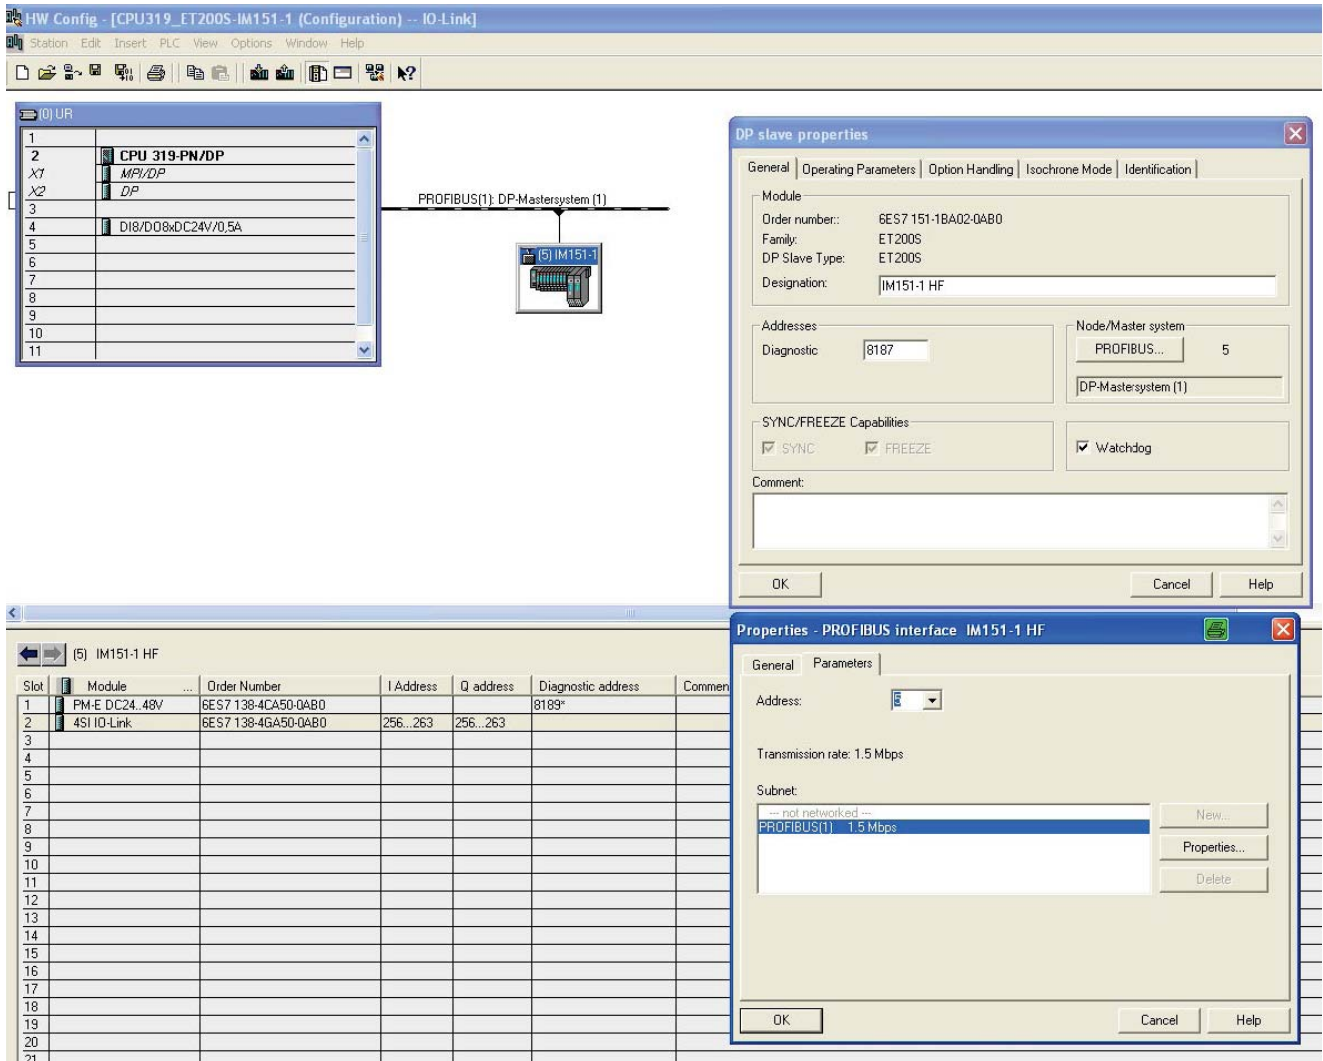 HW Config - [CPU319_ET200S-IM151-1 (Configuration) -- IO-Link]
Station Edit Insert PLC View Options Window Help
(0) UR
1
2 CPU 319-PN/DP
X1 MPI/DP
X2 DP
3
4 DI8/DO8xDC24V/0,5A
5
6
7
8
9
10
11
PROFIBUS(1): DP-Mastersystem (1)
(5) IM151-1
DP slave properties
General Operating Parameters Option Handling Isochrone Mode Identification
Module
Order number:: 6ES7 151-1BA02-0AB0
Family: ET200S
DP Slave Type: ET200S
Designation: IM151-1 HF
Addresses
Diagnostic 8187
Node/Master system
PROFIBUS... 5
DP-Mastersystem (1)
SYNC/FREEZE Capabilities
SYNC FREEZE
Watchdog
Comment:
OK Cancel Help
(5) IM151-1 HF
Slot Module ... Order Number I Address Q address Diagnostic address Commen
1 PM-E DC24..48V 6ES7 138-4CA50-0AB0 8189*
2 4SI IO-Link 6ES7 138-4GA50-0AB0 256...263 256...263
3
4
5
6
7
8
9
10
11
12
13
14
15
16
17
18
19
20
21
Properties - PROFIBUS interface IM151-1 HF
General Parameters
Address: 5
Transmission rate: 1.5 Mbps
Subnet:
--- not networked ---
PROFIBUS(1) 1.5 Mbps
New...
Properties...
Delete
OK Cancel Help